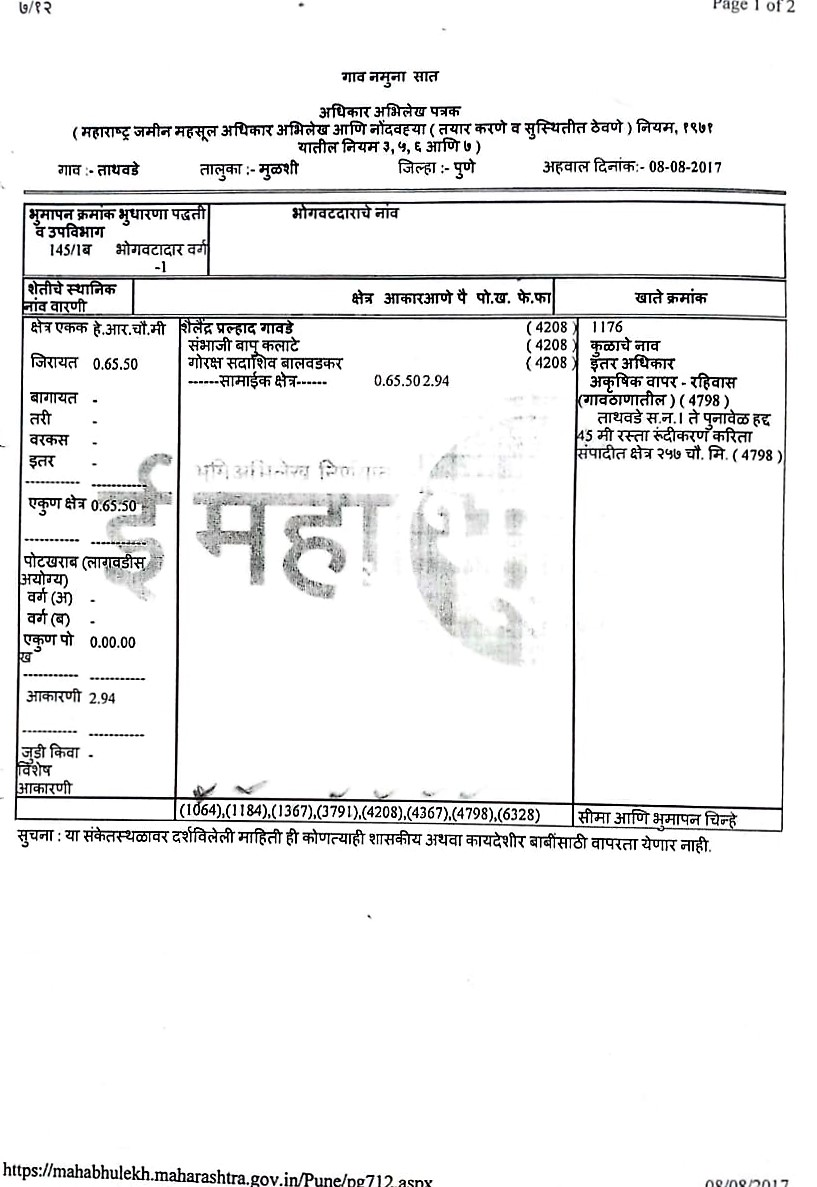 ७/१२
Page 1 of 2
गाव नमुना सात
अधिकार अभिलेख पत्रक
( महाराष्ट्र जमीन महसूल अधिकार अभिलेख आणि नोंदवह्या ( तयार करणे व सुस्थितीत ठेवणे ) नियम, १९७१
यातील नियम ३, ५, ६ आणि ७ )
गाव :- ताथवडे तालुका :- मुळशी जिल्हा :- पुणे अहवाल दिनांक:- 08-08-2017
भुमापन क्रमांक भुधारणा पद्दती
व उपविभाग
145/1ब भोगवटादार वर्ग
-1
भोगवटदाराचे नांव
शेतीचे स्थानिक
नांव वारणी
क्षेत्र आकारआणे पै पो.ख. फे.फा
खाते क्रमांक
क्षेत्र एकक हे.आर.चौ.मी
जिरायत 0.65.50
बागायत -
तरी -
वरकस -
इतर -
---------- ----------
एकुण क्षेत्र 0.65.50
---------- ----------
पोटखराब (लागवडीस
अयोग्य)
वर्ग (अ) -
वर्ग (ब) -
एकुण पो 0.00.00
ख
---------- ----------
आकारणी 2.94
---------- ----------
जुडी किवा -
विशेष
आकारणी
शैलेंद्र प्रल्हाद गावडे ( 4208 )
संभाजी बापु कलाटे ( 4208 )
गोरक्ष सदाशिव बालवडकर ( 4208 )
------सामाईक क्षेत्र------ 0.65.502.94
1176
कुळाचे नाव
इतर अधिकार
अकृषिक वापर - रहिवास
(गावठाणातील ) ( 4798 )
ताथवडे स.न.। ते पुनावेळ हद्द
45 मी रस्ता रुंदीकरण करिता
संपादीत क्षेत्र २५७ चौ. मि. ( 4798 )
भूमि अभिलेख
ई महा भू
(1064),(1184),(1367),(3791),(4208),(4367),(4798),(6328)
सीमा आणि भुमापन चिन्हे
सुचना : या संकेतस्थळावर दर्शविलेली माहिती ही कोणत्याही शासकीय अथवा कायदेशीर बाबींसाठी वापरता येणार नाही.
https://mahabhulekh.maharashtra.gov.in/Pune/pg712.aspx
08/08/2017